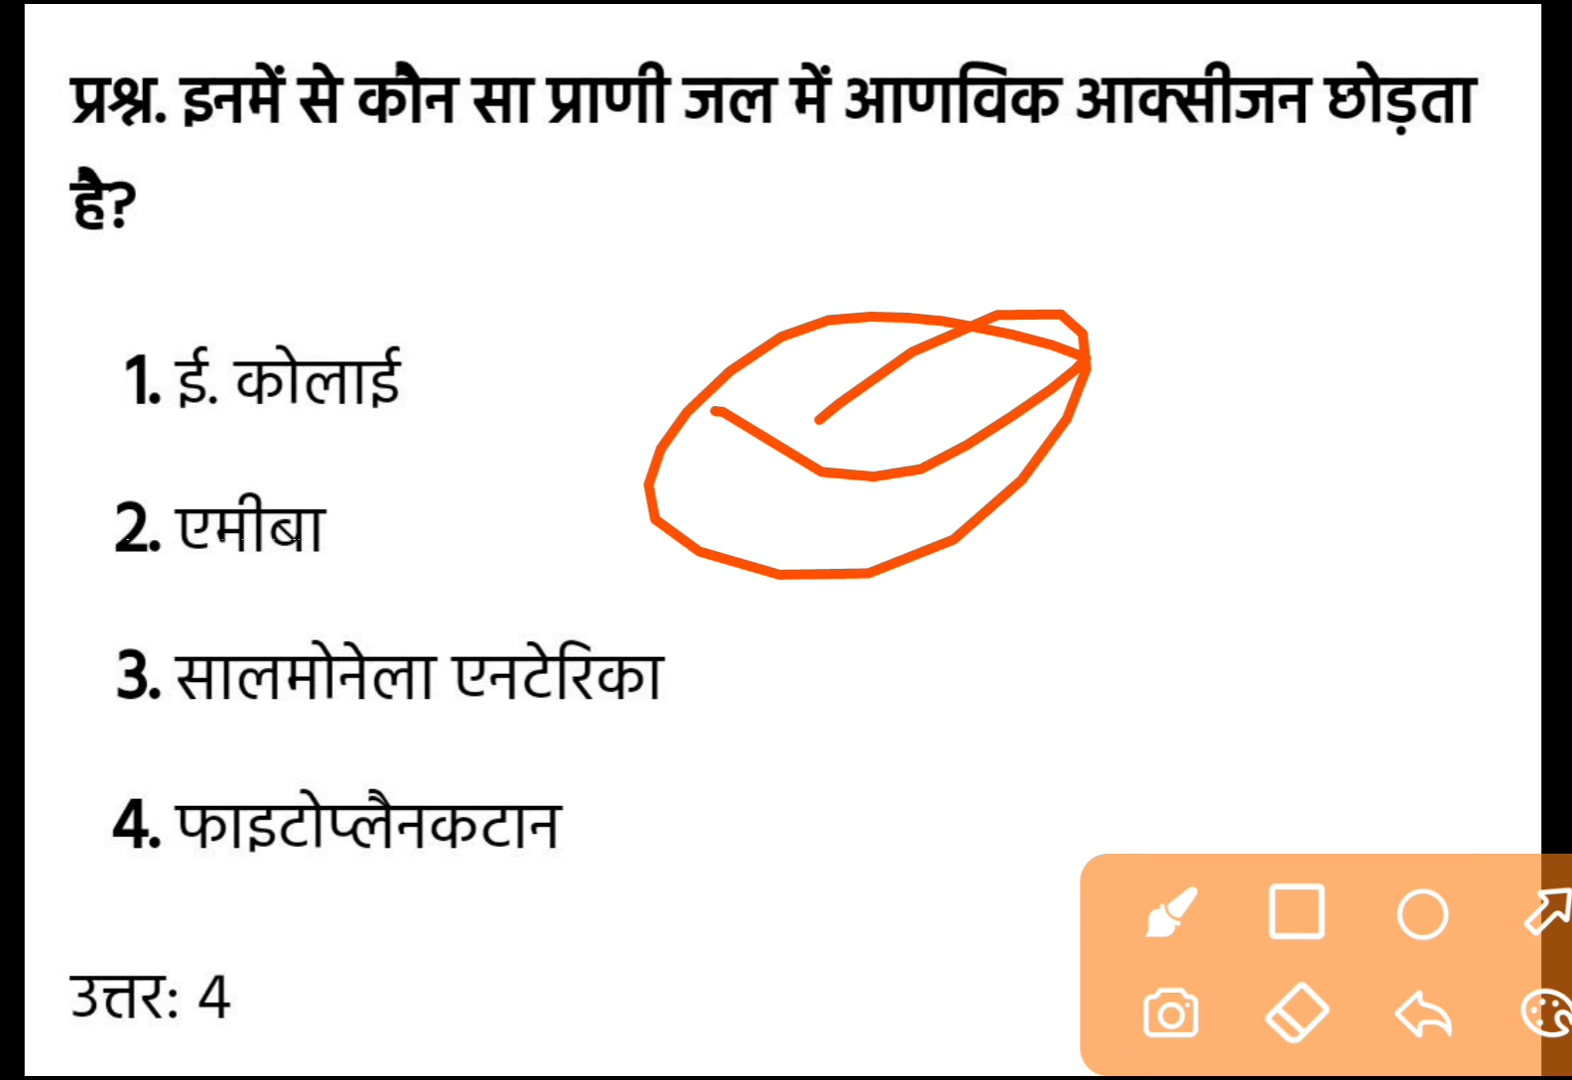 प्रश्न. इनमें से कौन सा प्राणी जल में आणविक आक्सीजन छोड़ता
है?
1. ई. कोलाई
2. एमीबा
3. सालमोनेला एनटेरिका
4. फाइटोप्लैनकटान
उत्तर: 4